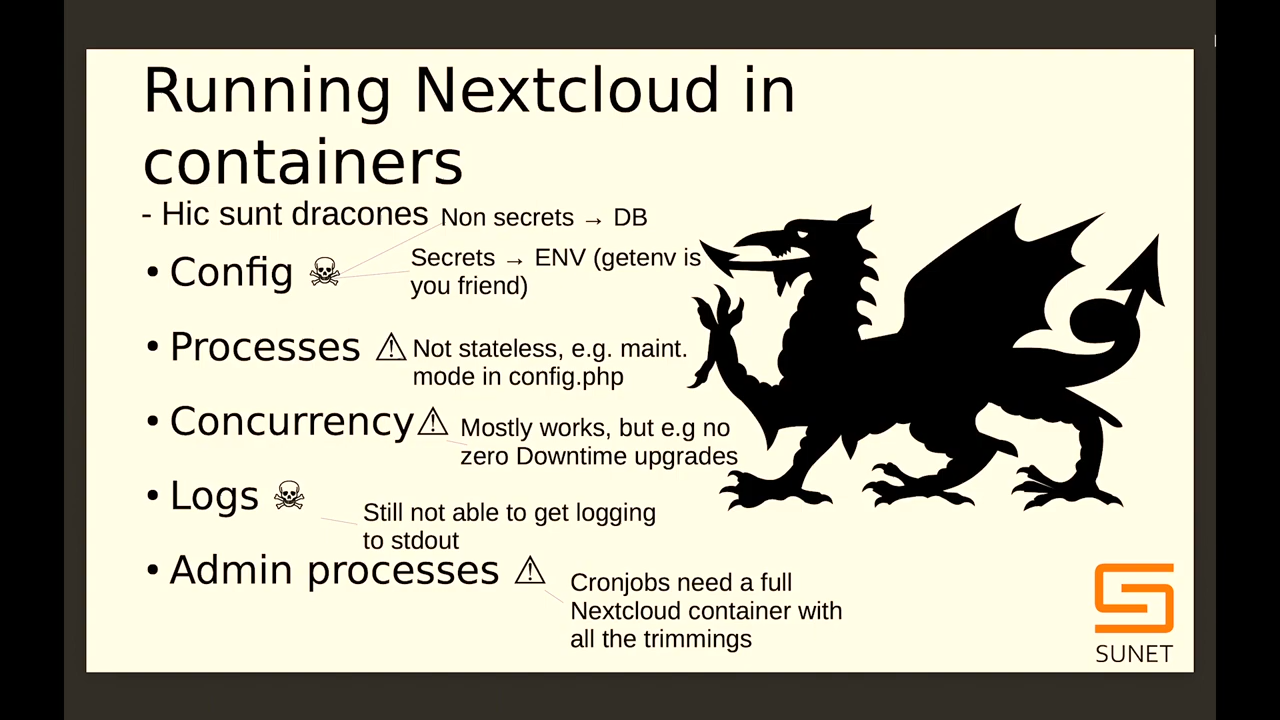 Running Nextcloud in
containers
- Hic sunt dracones
Non secrets → DB
• Config ☠
Secrets → ENV (getenv is
you friend)
• Processes ⚠
Not stateless, e.g. maint.
mode in config.php
• Concurrency⚠
Mostly works, but e.g no
zero Downtime upgrades
• Logs ☠
Still not able to get logging
to stdout
• Admin processes ⚠
Cronjobs need a full
Nextcloud container with
all the trimmings
SUNET